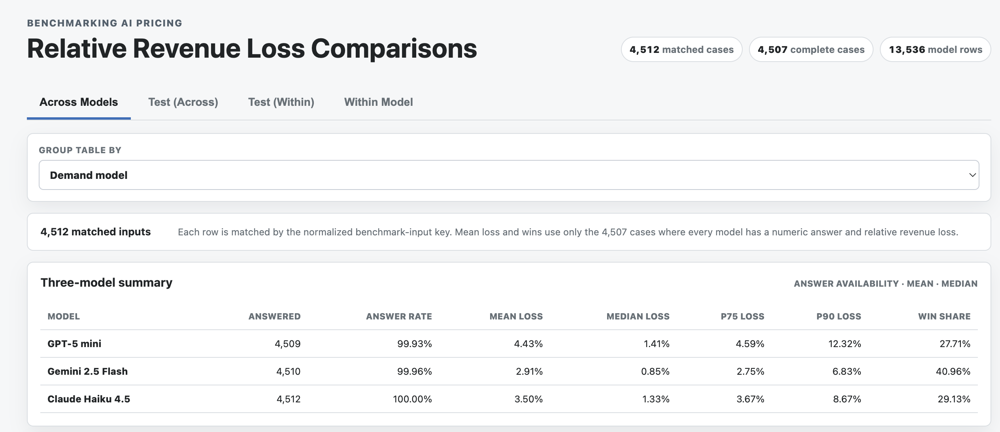 BENCHMARKING AI PRICING
Relative Revenue Loss Comparisons
4,512 matched cases
4,507 complete cases
13,536 model rows
Across Models
Test (Across)
Test (Within)
Within Model
GROUP TABLE BY
Demand model
4,512 matched inputs
Each row is matched by the normalized benchmark-input key. Mean loss and wins use only the 4,507 cases where every model has a numeric answer and relative revenue loss.
Three-model summary
ANSWER AVAILABILITY · MEAN · MEDIAN
MODEL ANSWERED ANSWER RATE MEAN LOSS MEDIAN LOSS P75 LOSS P90 LOSS WIN SHARE
GPT-5 mini 4,509 99.93% 4.43% 1.41% 4.59% 12.32% 27.71%
Gemini 2.5 Flash 4,510 99.96% 2.91% 0.85% 2.75% 6.83% 40.96%
Claude Haiku 4.5 4,512 100.00% 3.50% 1.33% 3.67% 8.67% 29.13%